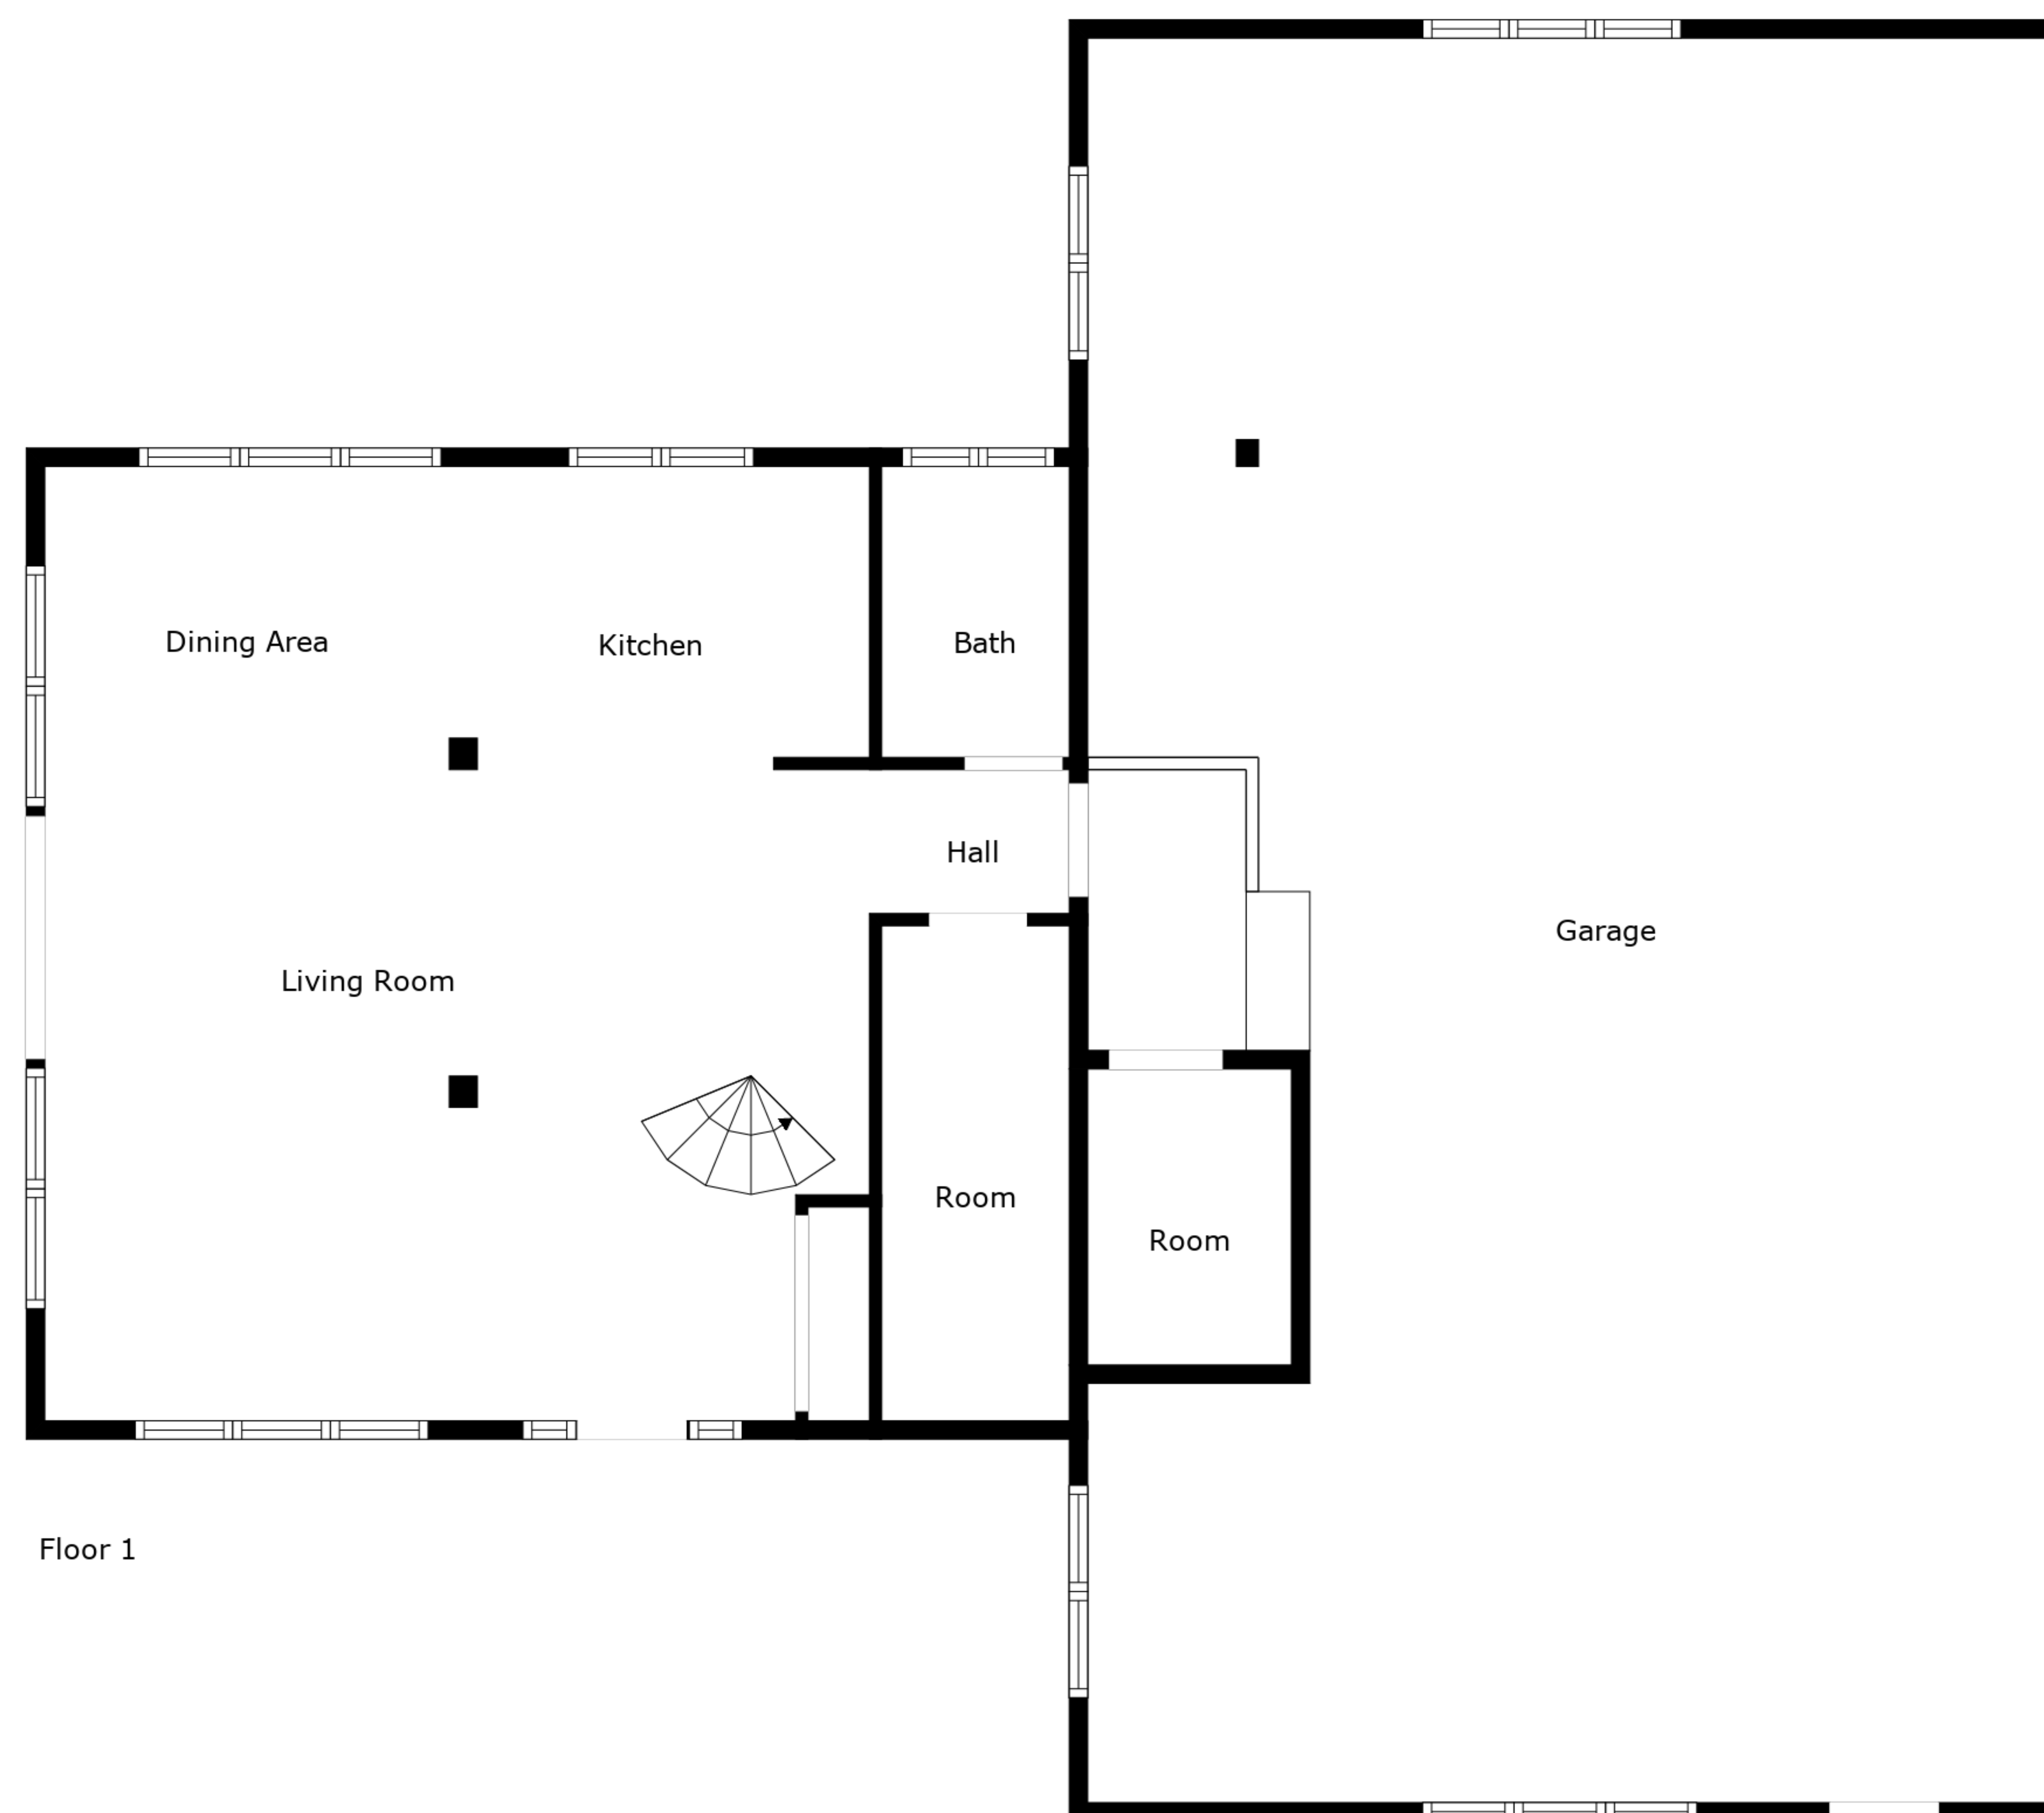 Dining Area
Kitchen
Bath
Hall
Garage
Living Room
Room
Room
Floor 1